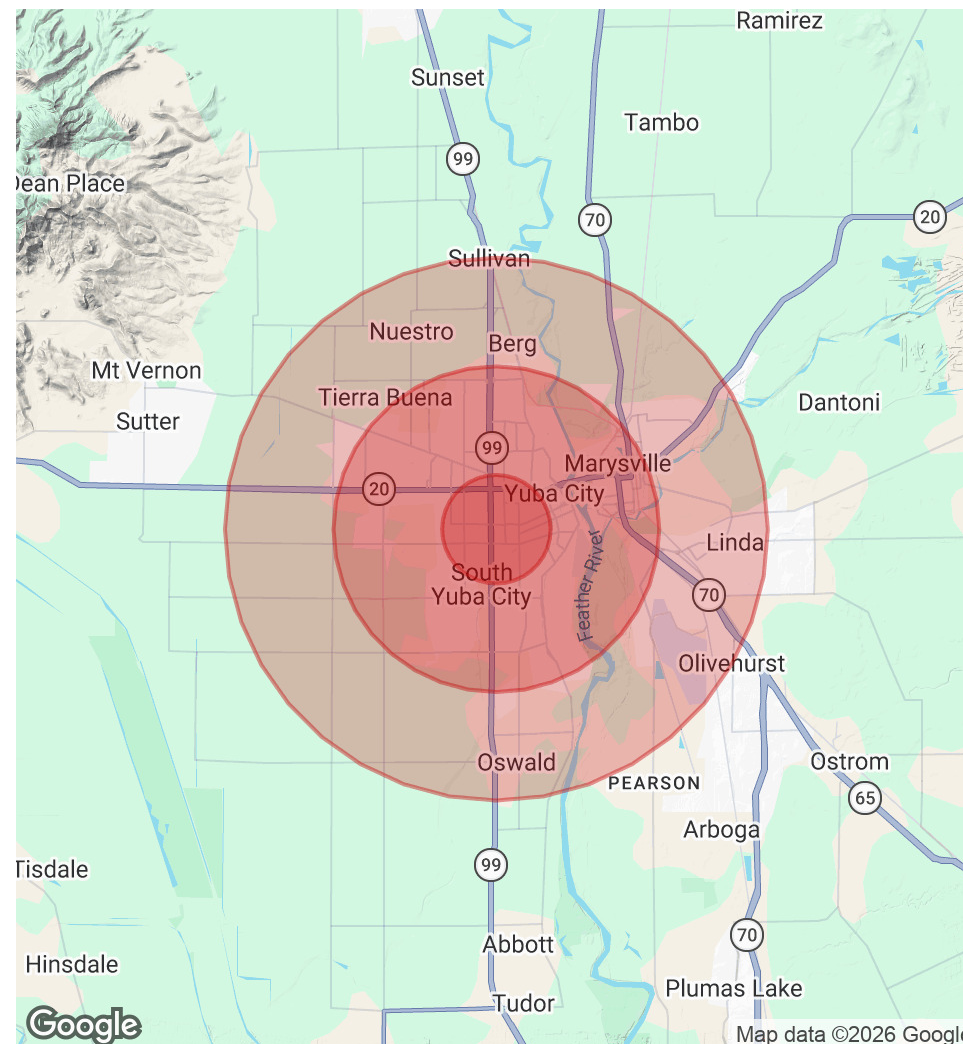 Ramirez
Sunset
Tambo
99
Dean Place
70
20
Sullivan
Nuestro
Berg
Mt Vernon
Tierra Buena
Dantoni
Sutter
99
Marysville
20
Yuba City
Linda
South
Yuba City
Feather River
70
Olivehurst
Oswald
Ostrom
PEARSON
65
Arboga
99
Tisdale
70
Abbott
Hinsdale
Plumas Lake
Tudor
Google
Map data ©2026 Google